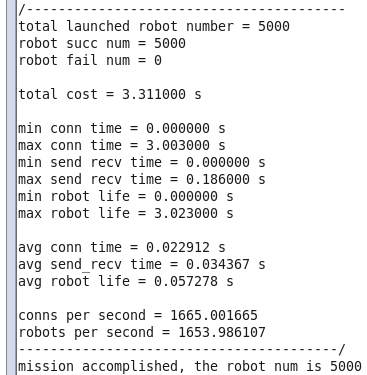 /----------------------------------------
total launched robot number = 5000
robot succ num = 5000
robot fail num = 0
total cost = 3.311000 s
min conn time = 0.000000 s
max conn time = 3.003000 s
min send recv time = 0.000000 s
max send recv time = 0.186000 s
min robot life = 0.000000 s
max robot life = 3.023000 s
avg conn time = 0.022912 s
avg send_recv time = 0.034367 s
avg robot life = 0.057278 s
conns per second = 1665.001665
robots per second = 1653.986107
----------------------------------------/
mission accomplished, the robot num is 5000